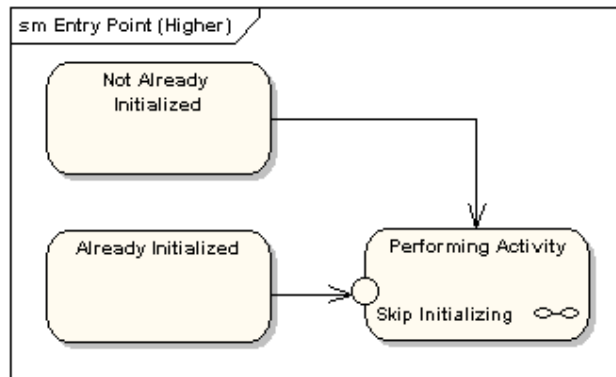 sm Entry Point (Higher)
Not Already
Initialized
Already Initialized
Performing Activity
Skip Initializing